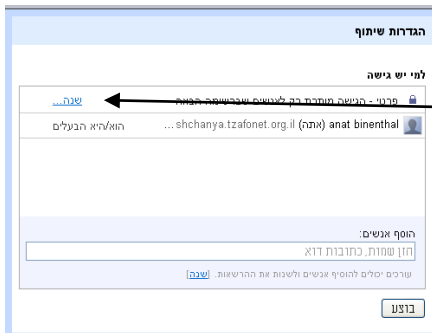 הגדרות שיתוף
למי יש גישה
פרטי - הגישה מותרת רק לאנשים שברשימה הבאה שנה...
anat binenthal (אתה) shchanya.tzafonet.org.il... הוא/היא הבעלים
הוסף אנשים:
הזן שמות, כתובות דוא
עורכים יכולים להוסיף אנשים ולשנות את ההרשאות. [שנה]
בוצע